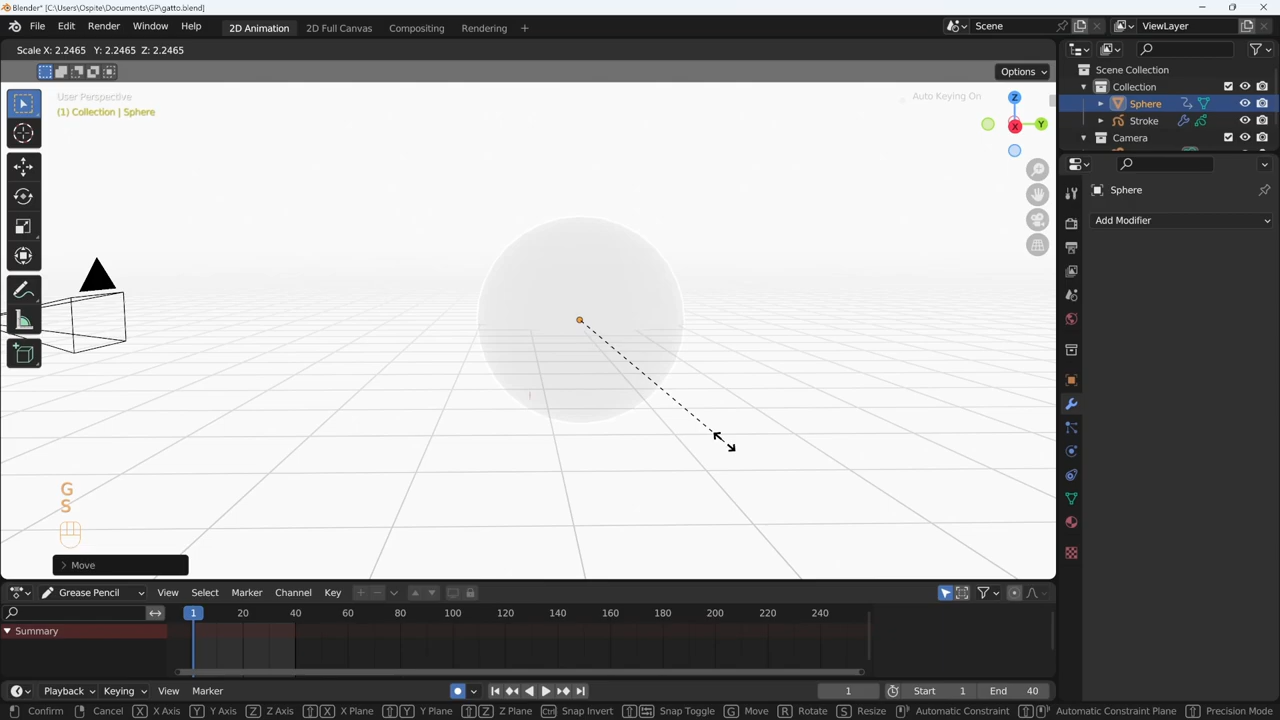 Blender* [C:\Users\Ospite\Documents\GP\gatto.blend]
File Edit Render Window Help 2D Animation 2D Full Canvas Compositing Rendering + Scene ViewLayer
Scale X: 2.2465 Y: 2.2465 Z: 2.2465
Options
Scene Collection
Collection
Sphere
Stroke
Camera
User Perspective
(1) Collection | Sphere
Auto Keying On
Z
X
Y
Sphere
Add Modifier
G
S
Move
Grease Pencil View Select Marker Channel Key
1 20 40 60 80 100 120 140 160 180 200 220 240
Summary
Playback Keying View Marker 1 Start 1 End 40
Confirm Cancel X X Axis Y Y Axis Z Z Axis X X Plane Y Y Plane Z Z Plane Ctrl Snap Invert Snap Toggle G Move R Rotate S Resize Automatic Constraint Automatic Constraint Plane Precision Mode